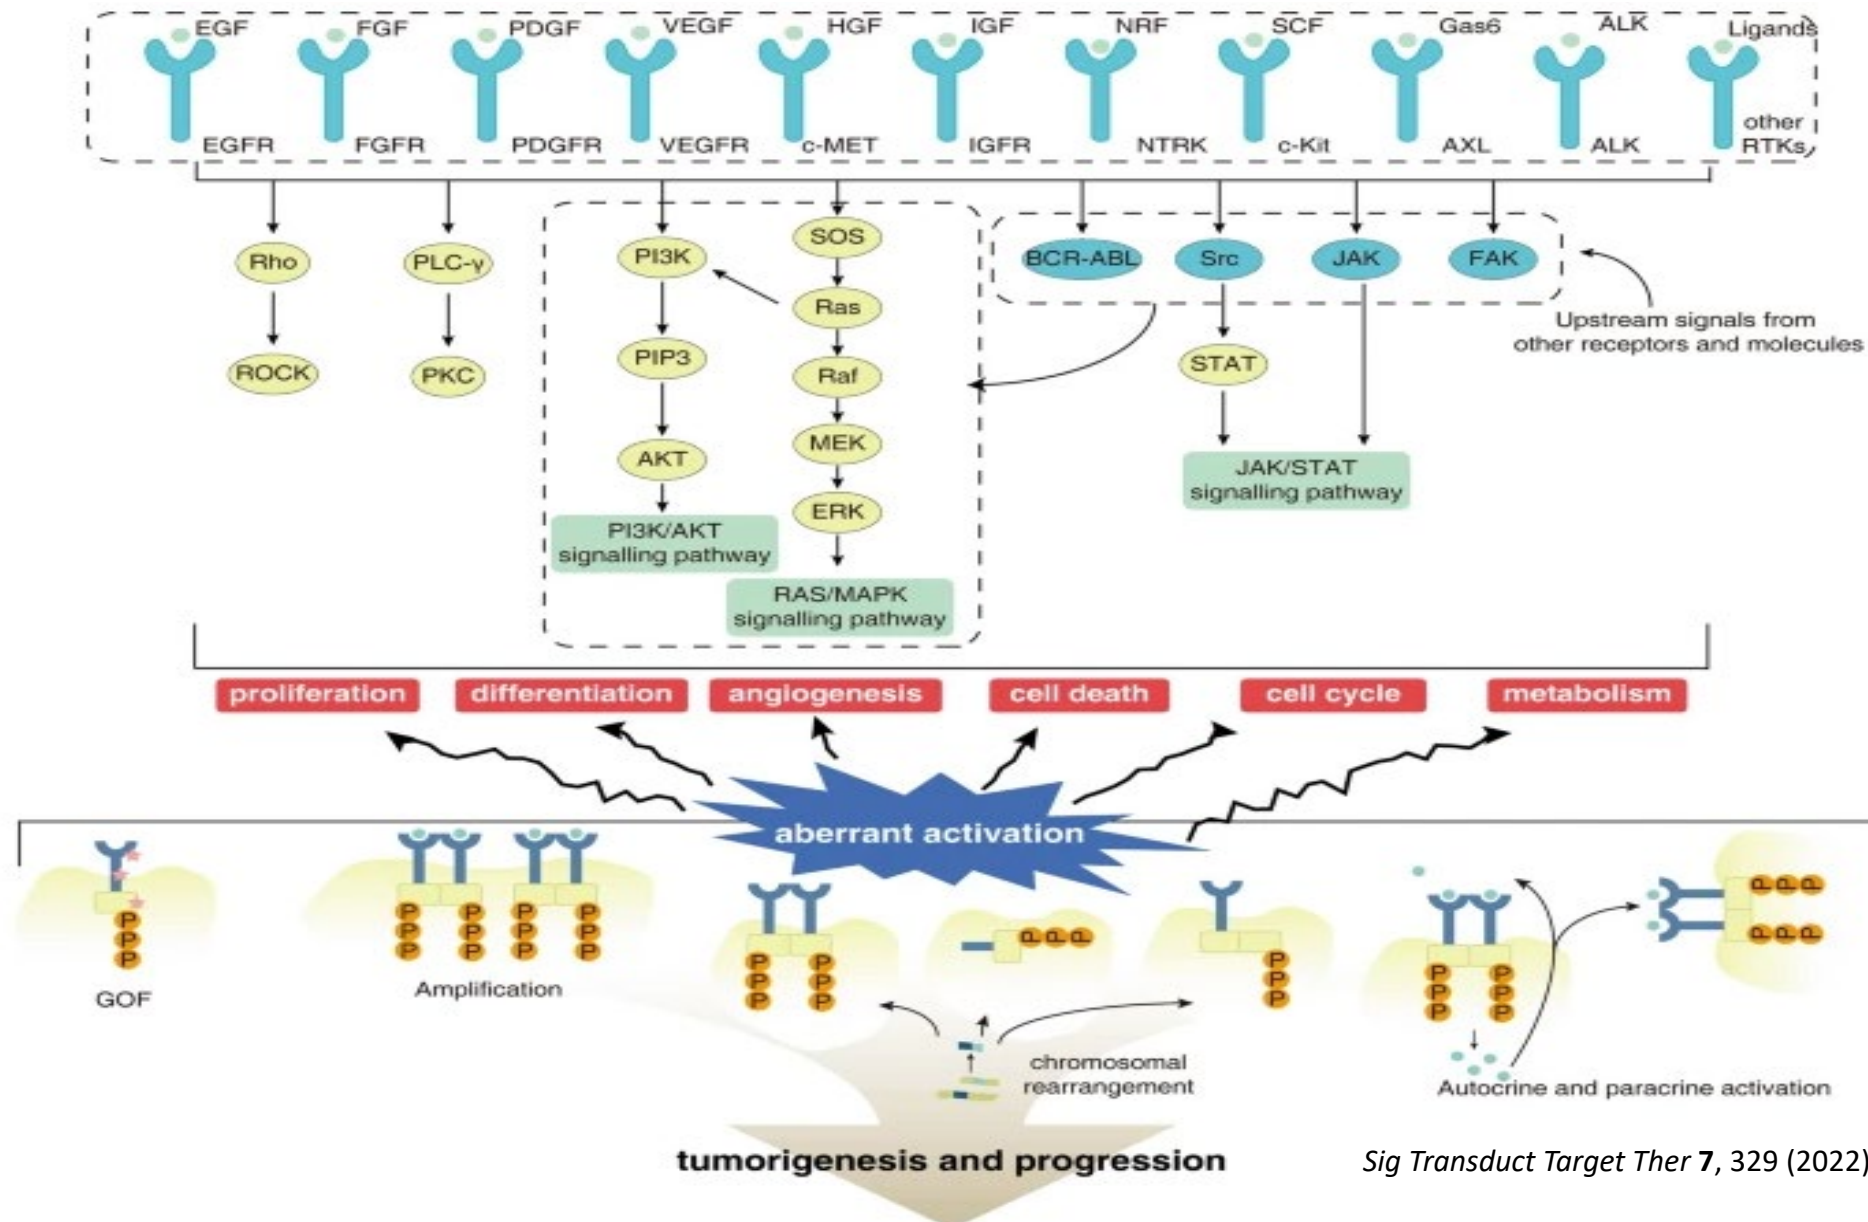 EGF
FGF
PDGF
VEGF
HGF
IGF
NRF
SCF
Gas6
ALK
Ligands
EGFR
FGFR
PDGFR
VEGFR
c-MET
IGFR
NTRK
c-Kit
AXL
ALK
other
RTKs
Rho
PLC-γ
PI3K
SOS
BCR-ABL
Src
JAK
FAK
Ras
Upstream signals from
other receptors and molecules
ROCK
PKC
PIP3
Raf
STAT
AKT
MEK
JAK/STAT
signalling pathway
ERK
PI3K/AKT
signalling pathway
RAS/MAPK
signalling pathway
proliferation
differentiation
angiogenesis
cell death
cell cycle
metabolism
aberrant activation
P
P
P
GOF
P
P
P
P
P
P
P
P
P
P
P
P
Amplification
P
P
P
P
P
P
P P P
P
P
P
chromosomal
rearrangement
P
P
P
P
P
P
P P P
P P P
Autocrine and paracrine activation
tumorigenesis and progression
Sig Transduct Target Ther 7, 329 (2022)